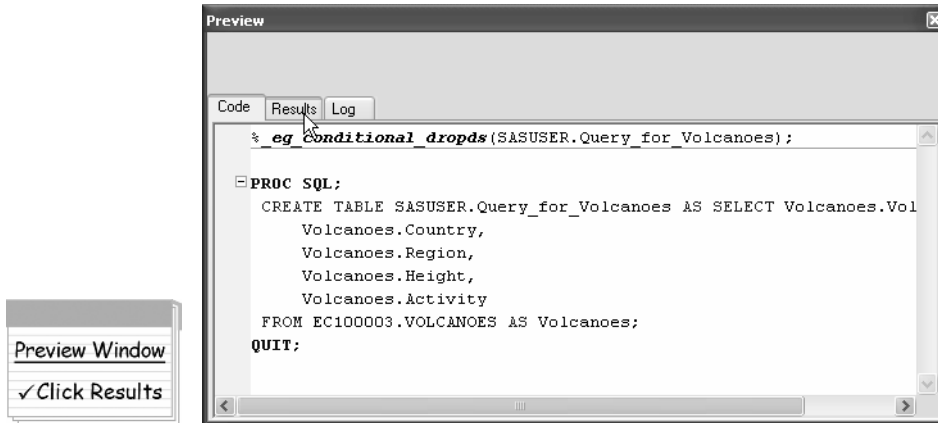 Preview
Code Results Log
%_eg_conditional_dropds(SASUSER.Query_for_Volcanoes);
PROC SQL;
CREATE TABLE SASUSER.Query_for_Volcanoes AS SELECT Volcanoes.Vol
Volcanoes.Country,
Volcanoes.Region,
Volcanoes.Height,
Volcanoes.Activity
FROM EC100003.VOLCANOES AS Volcanoes;
QUIT;
Preview Window
✓Click Results